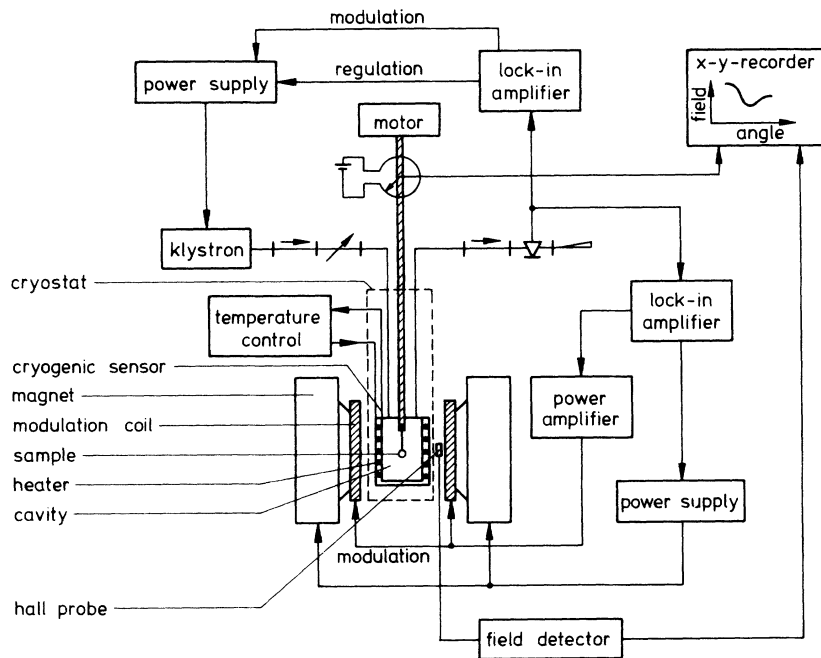 modulation
power supply
regulation
lock-in
amplifier
x-y-recorder
field
angle
motor
klystron
cryostat
temperature
control
lock-in
amplifier
cryogenic sensor
magnet
modulation coil
sample
heater
cavity
power
amplifier
power supply
modulation
hall probe
field detector